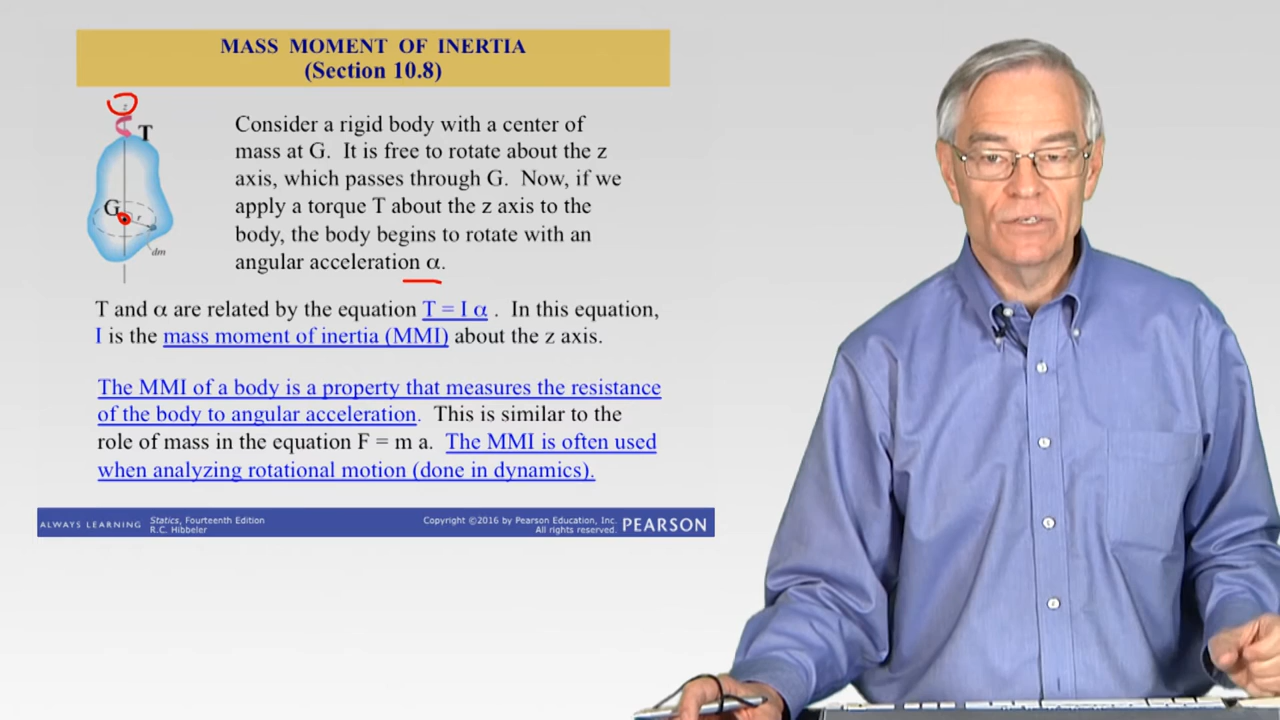 MASS MOMENT OF INERTIA
(Section 10.8)
z
T
G
r
dm
Consider a rigid body with a center of
mass at G. It is free to rotate about the z
axis, which passes through G. Now, if we
apply a torque T about the z axis to the
body, the body begins to rotate with an
angular acceleration α.
T and α are related by the equation T = I α . In this equation,
I is the mass moment of inertia (MMI) about the z axis.
The MMI of a body is a property that measures the resistance
of the body to angular acceleration. This is similar to the
role of mass in the equation F = m a. The MMI is often used
when analyzing rotational motion (done in dynamics).
ALWAYS LEARNING
Statics, Fourteenth Edition
R.C. Hibbeler
Copyright ©2016 by Pearson Education, Inc.
All rights reserved.
PEARSON